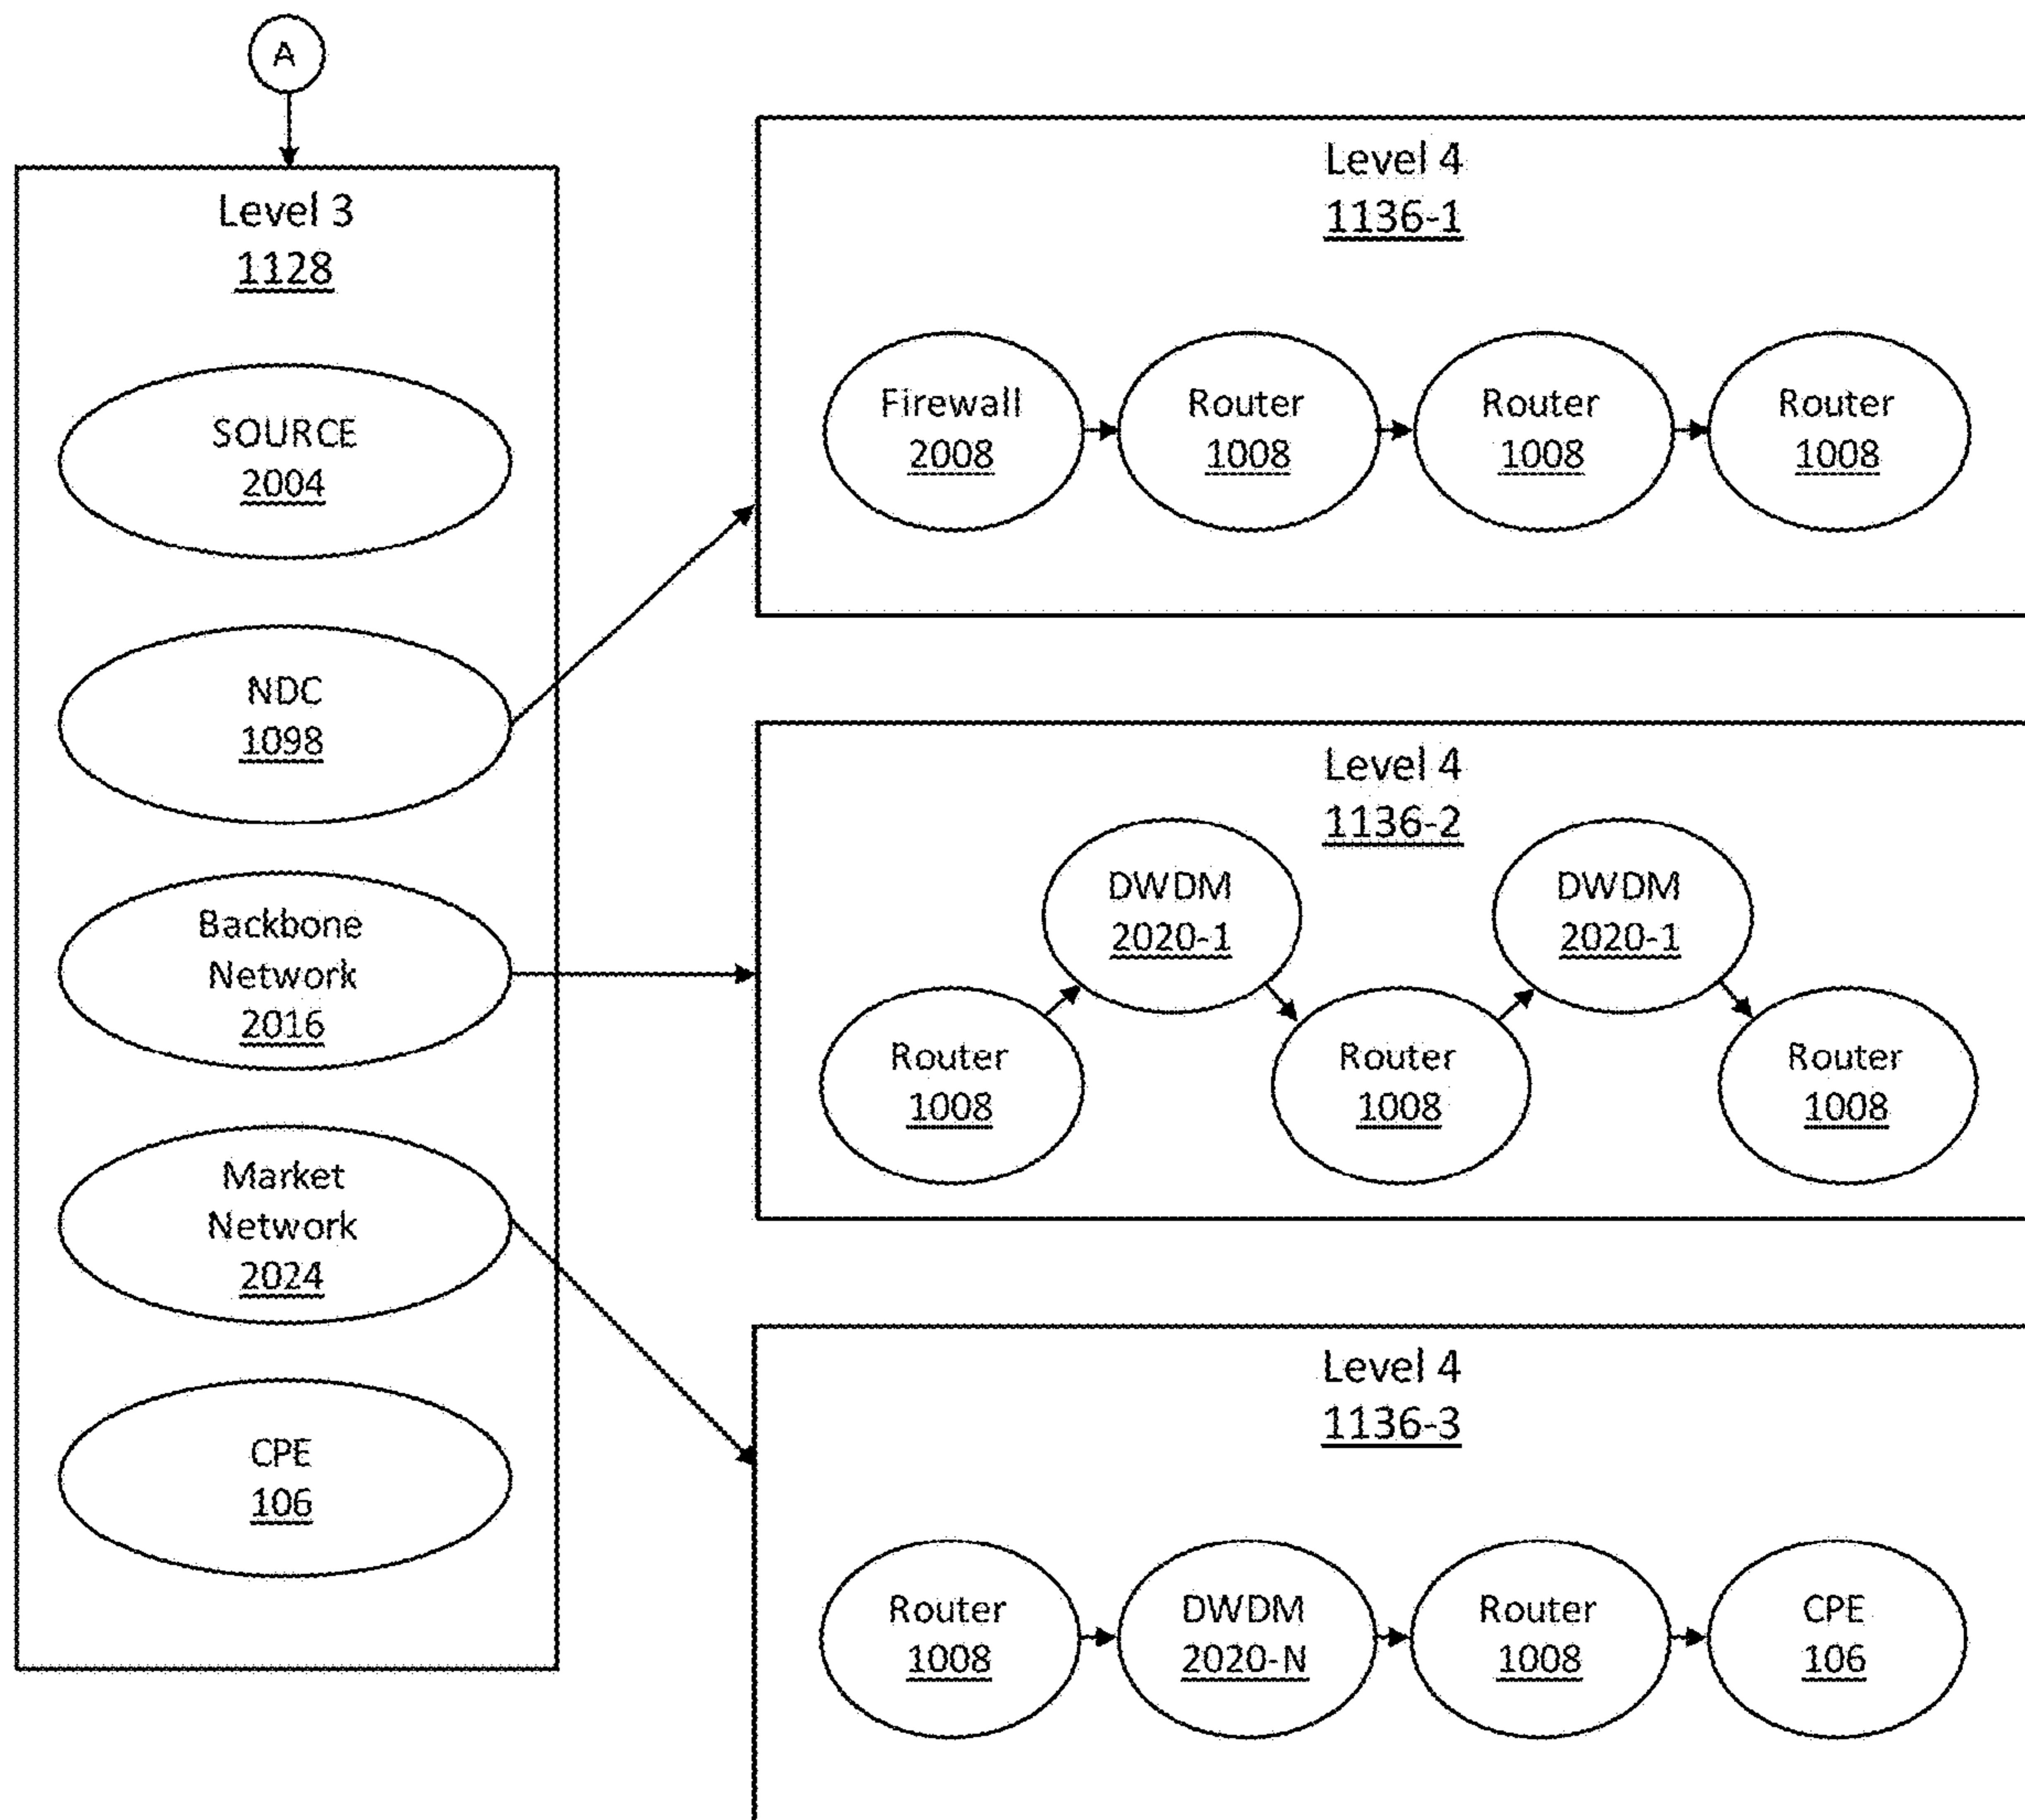 A
Level 3
1128
SOURCE
2004
NDC
1098
Backbone
Network
2016
Market
Network
2024
CPE
106
Level 4
1136-1
Firewall
2008
Router
1008
Router
1008
Router
1008
Level 4
1136-2
DWDM
2020-1
DWDM
2020-1
Router
1008
Router
1008
Router
1008
Level 4
1136-3
Router
1008
DWDM
2020-N
Router
1008
CPE
106